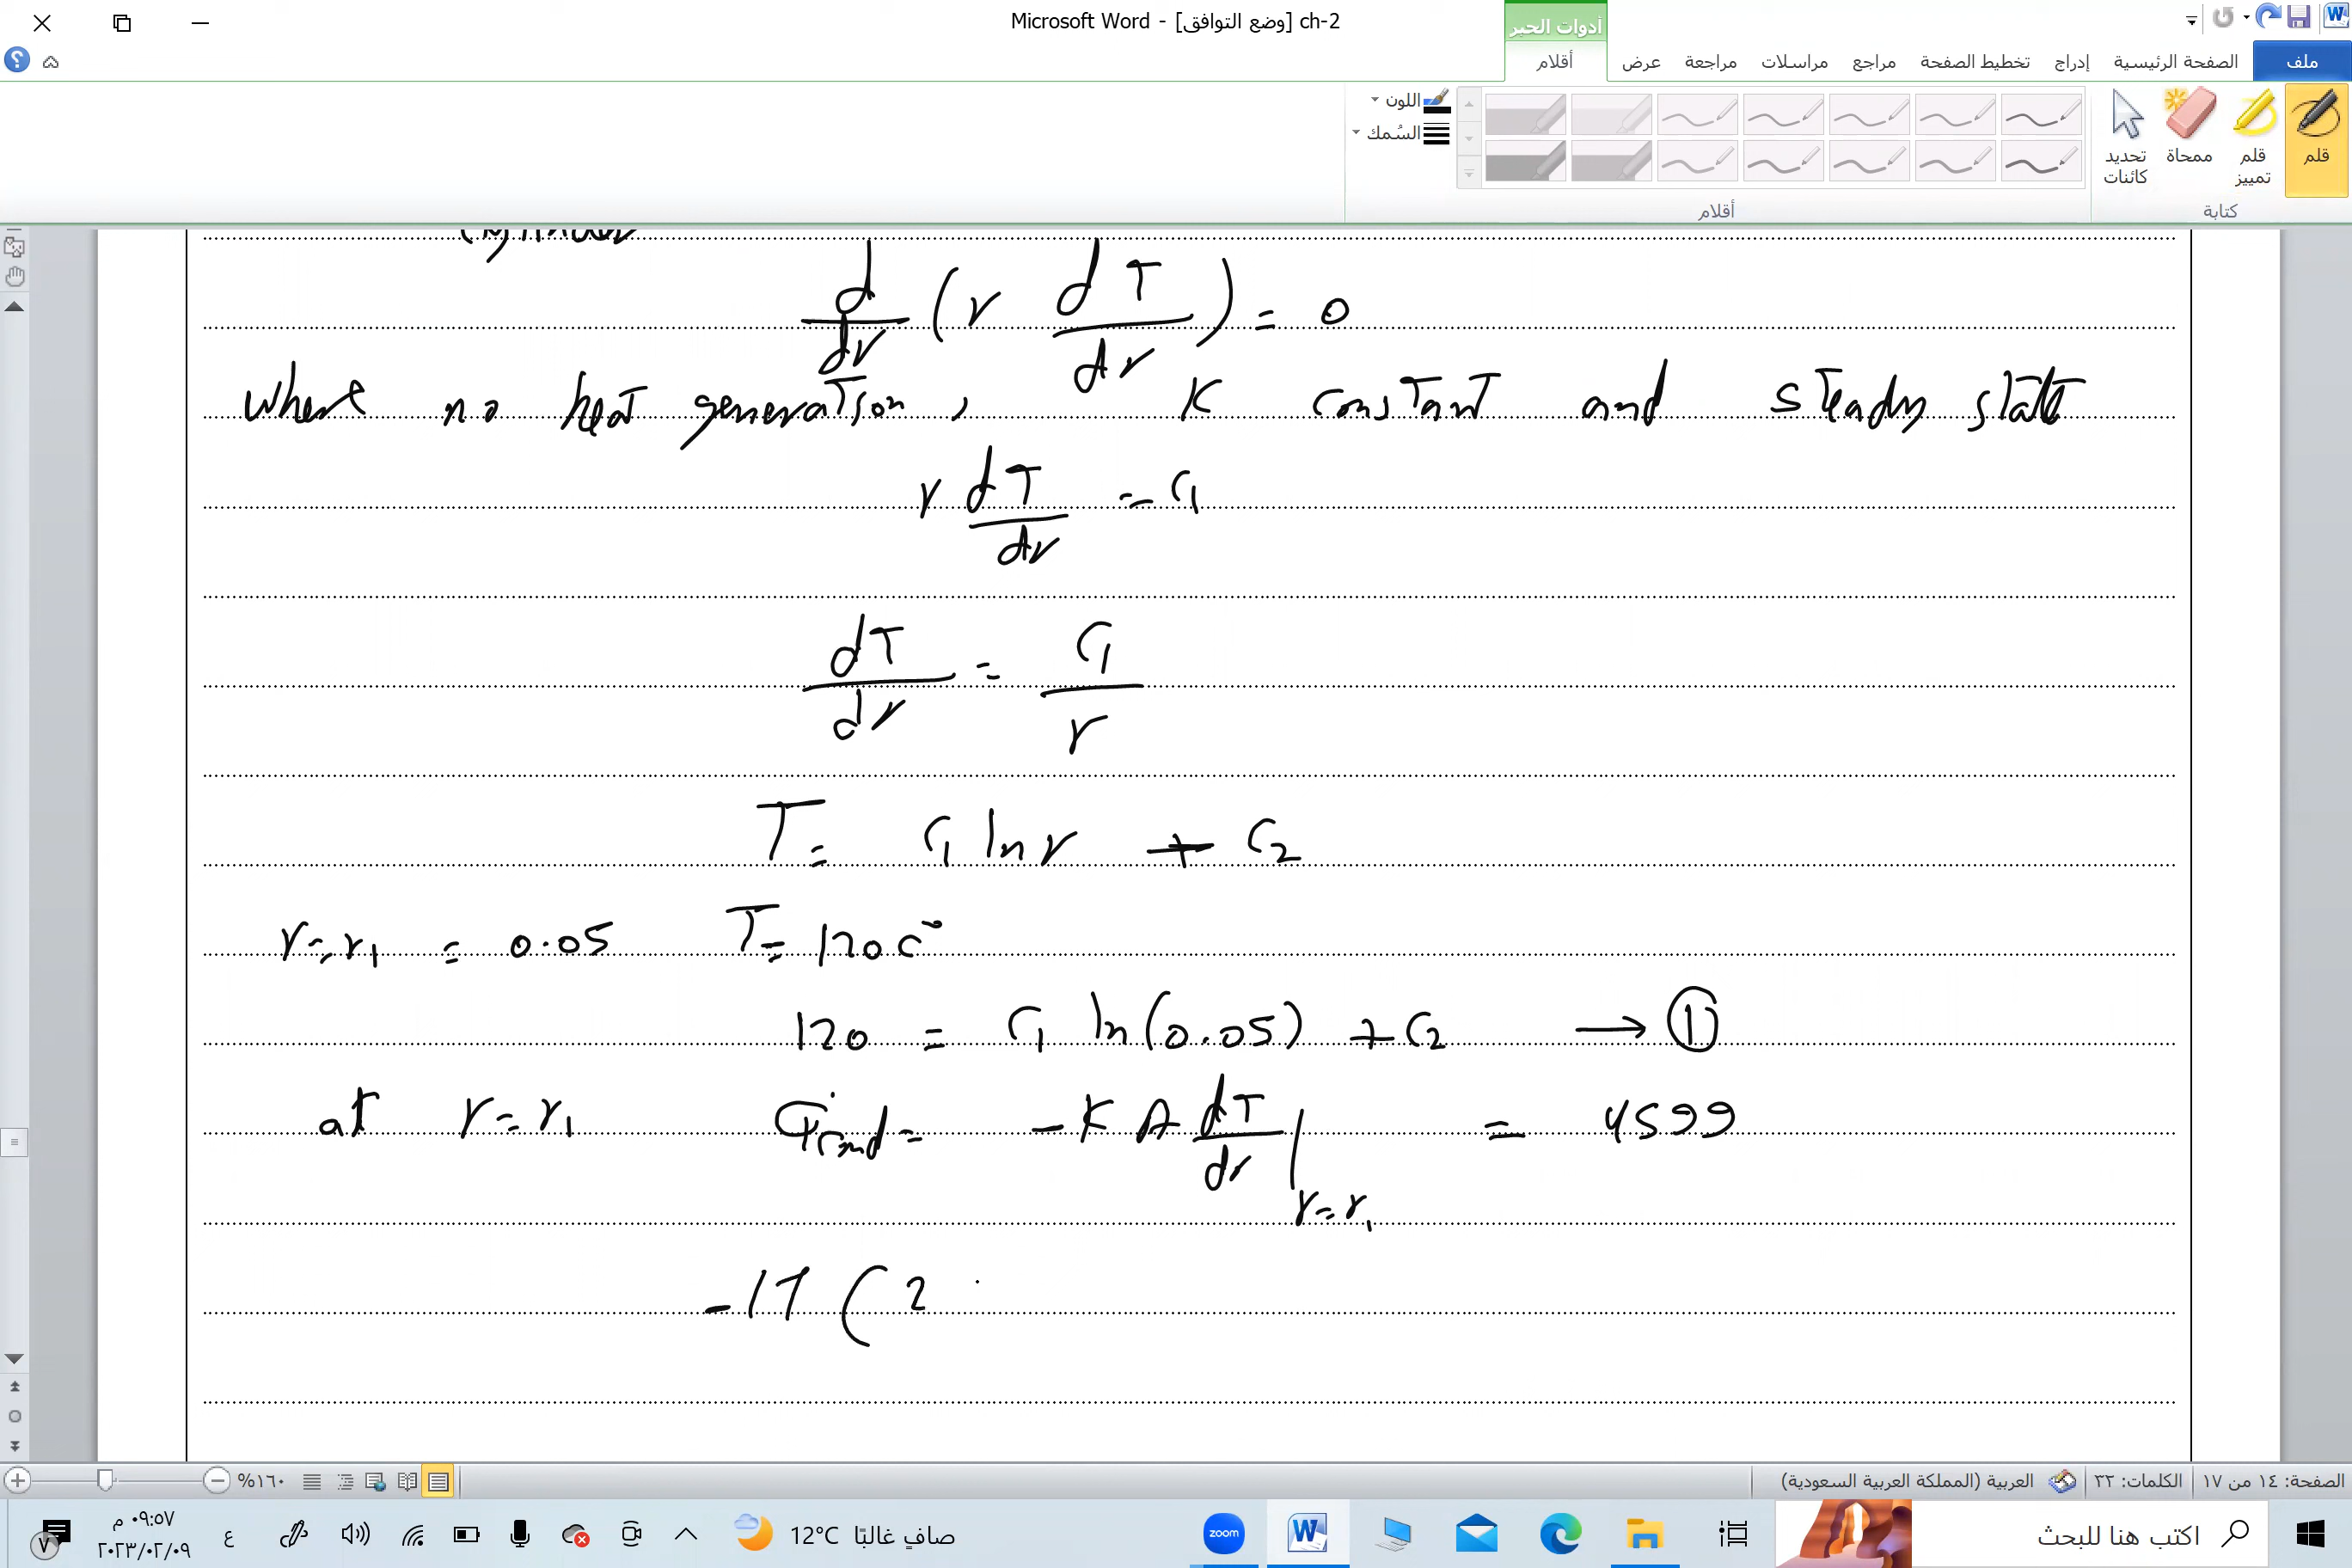 ch-2 [وضع التوافق] - Microsoft Word
أدوات الحبر
ملف الصفحة الرئيسية إدراج تخطيط الصفحة مراجع مراسلات مراجعة عرض أقلام
قلم
قلم تمييز
ممحاة
تحديد كائنات
اللون
السُمك
كتابة
أقلام
d/dr (r dT/dr) = 0
where no heat generation, K constant and steady state
r dT/dr = C1
dT/dr = C1/r
T = C1 ln r + C2
r = r1 = 0.05 T = 120 c°
120 = C1 ln(0.05) + C2 → ①
at r = r1 = -K A dT/dr |r=r1 = 4599
-17 (2
الصفحة: ١٤ من ١٧
الكلمات: ٣٢
العربية (المملكة العربية السعودية)
%١٦٠
اكتب هنا للبحث
zoom
12°C صافٍ غالبًا
ع
٠٩:٥٧ م
٢٠٢٣/٠٢/٠٩
٧